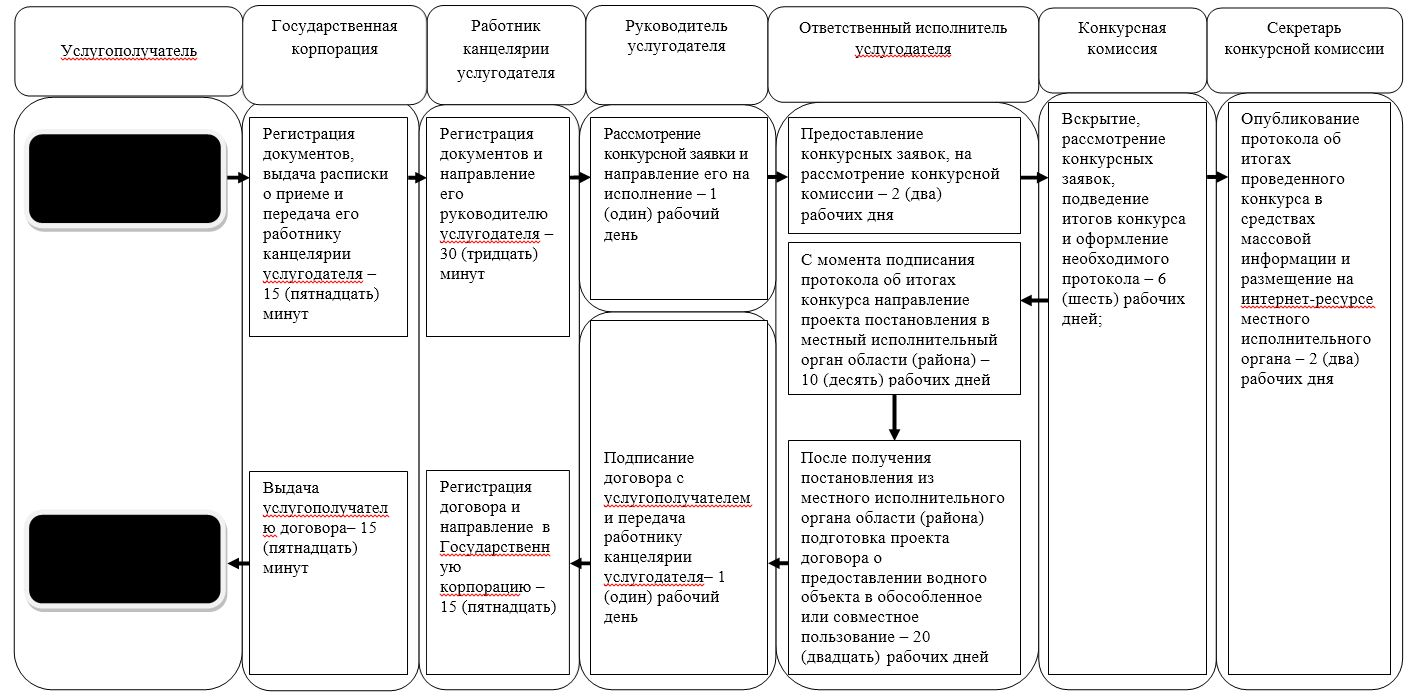 Услугополучатель
Государственная
корпорация
Работник
канцелярии
услугодателя
Руководитель
услугодателя
Ответственный исполнитель
услугодателя
Конкурсная
комиссия
Секретарь
конкурсной комиссии
Регистрация
документов,
выдача расписки
о приеме и
передача его
работнику
канцелярии
услугодателя –
15 (пятнадцать)
минут
Регистрация
документов и
направление
его
руководителю
услугодателя –
30 (тридцать)
минут
Рассмотрение
конкурсной заявки и
направление его на
исполнение – 1
(один) рабочий
день
Предоставление
конкурсных заявок, на
рассмотрение конкурсной
комиссии – 2 (два)
рабочих дня
С момента подписания
протокола об итогах
конкурса направление
проекта постановления в
местный исполнительный
орган области (района) –
10 (десять) рабочих дней
Вскрытие,
рассмотрение
конкурсных
заявок,
подведение
итогов конкурса
и оформление
необходимого
протокола – 6
(шесть) рабочих
дней;
Опубликование
протокола об
итогах
проведенного
конкурса в
средствах
массовой
информации и
размещение на
интернет-ресурсе
местного
исполнительного
органа – 2 (два)
рабочих дня
Выдача
услугополучател
ю договора– 15
(пятнадцать)
минут
Регистрация
договора и
направление в
Государственн
ую
корпорацию –
15 (пятнадцать)
Подписание
договора с
услугополучателем
и передача
работнику
канцелярии
услугодателя– 1
(один) рабочий
день
После получения
постановления из
местного исполнительного
органа области (района)
подготовка проекта
договора о
предоставлении водного
объекта в обособленное
или совместное
пользование – 20
(двадцать) рабочих дней